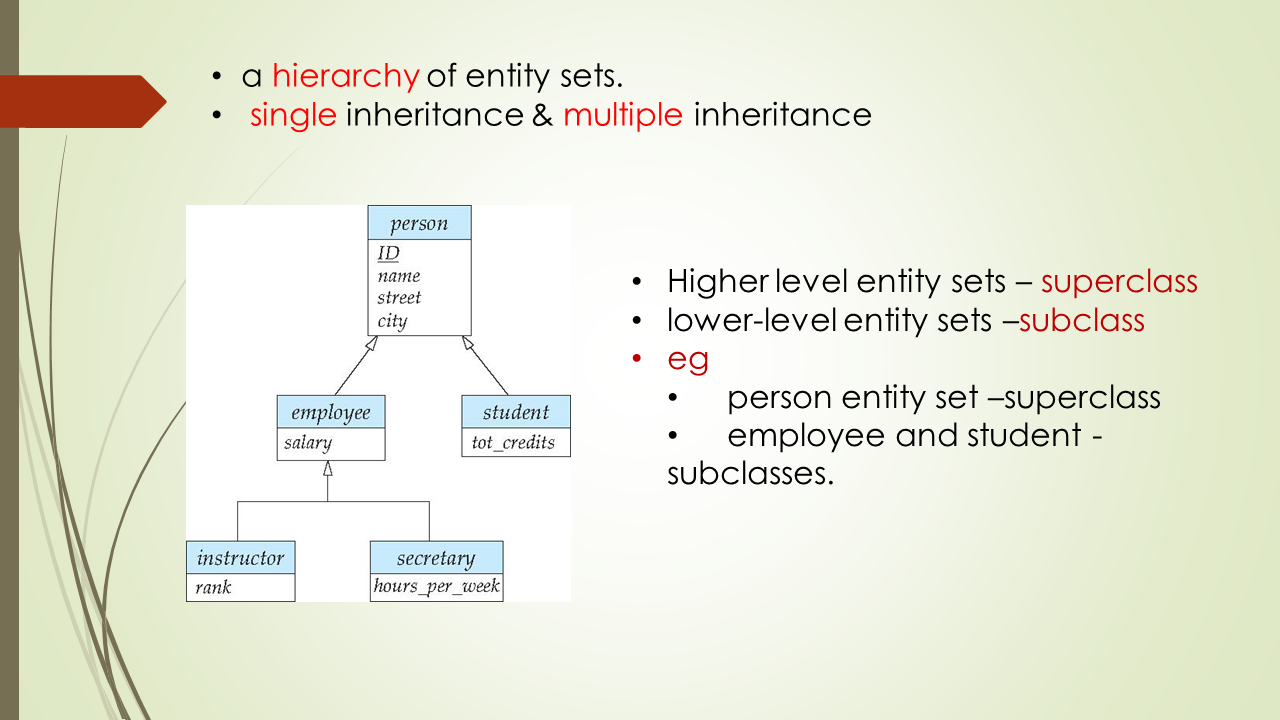 • a hierarchy of entity sets.
• single inheritance & multiple inheritance
person
ID
name
street
city
employee
salary
student
tot_credits
instructor
rank
secretary
hours_per_week
• Higher level entity sets – superclass
• lower-level entity sets –subclass
• eg
• person entity set –superclass
• employee and student -
subclasses.